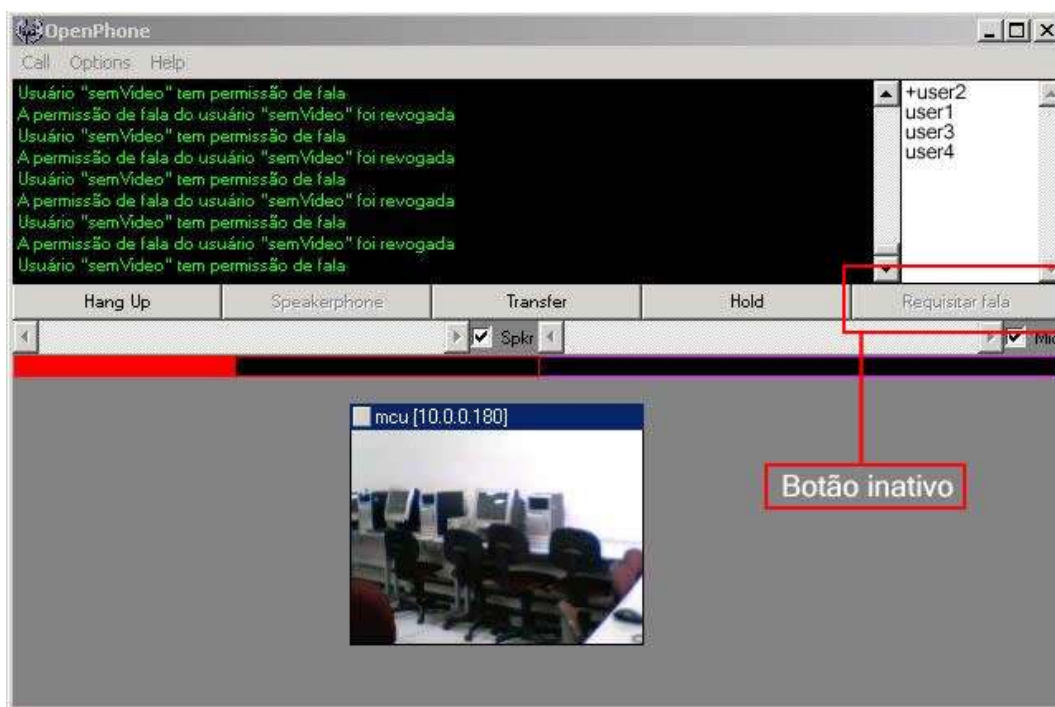 OpenPhone
Call Options Help
Usuário "semVideo" tem permissão de fala
A permissão de fala do usuário "semVideo" foi revogada
Usuário "semVideo" tem permissão de fala
A permissão de fala do usuário "semVideo" foi revogada
Usuário "semVideo" tem permissão de fala
A permissão de fala do usuário "semVideo" foi revogada
Usuário "semVideo" tem permissão de fala
A permissão de fala do usuário "semVideo" foi revogada
Usuário "semVideo" tem permissão de fala
+user2
user1
user3
user4
Hang Up Speakerphone Transfer Hold Requisitar fala
Spkr Mic
mcu [10.0.0.180]
Botão inativo